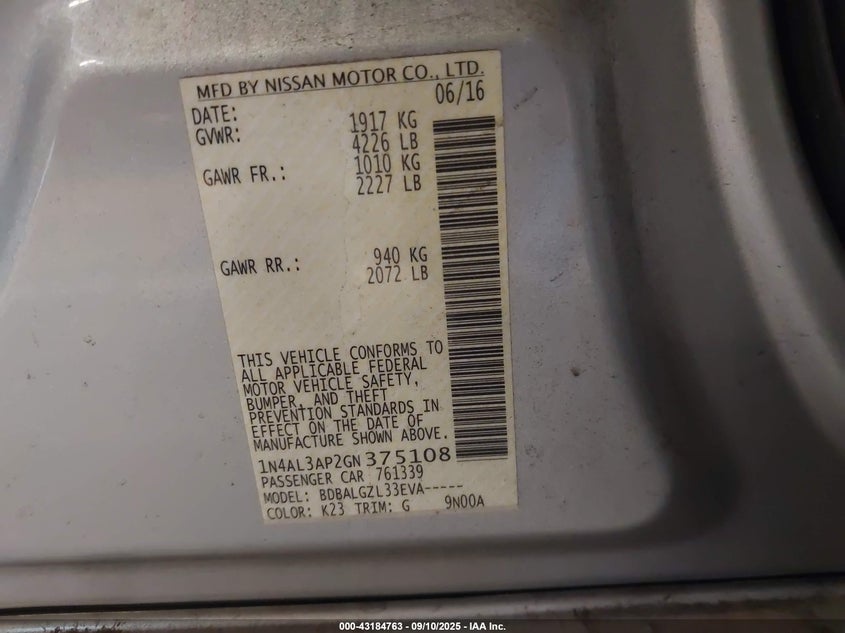 MFD BY NISSAN MOTOR CO., LTD.
DATE: 06/16
GVWR: 1917 KG
4226 LB
GAWR FR.: 1010 KG
2227 LB
GAWR RR.: 940 KG
2072 LB
THIS VEHICLE CONFORMS TO
ALL APPLICABLE FEDERAL
MOTOR VEHICLE SAFETY,
BUMPER, AND THEFT
PREVENTION STANDARDS IN
EFFECT ON THE DATE OF
MANUFACTURE SHOWN ABOVE.
1N4AL3AP2GN375108
PASSENGER CAR 761339
MODEL: BDBALGZL33EVA-----
COLOR: K23 TRIM: G 9N00A
000-43184763 - 09/10/2025 - IAA Inc.